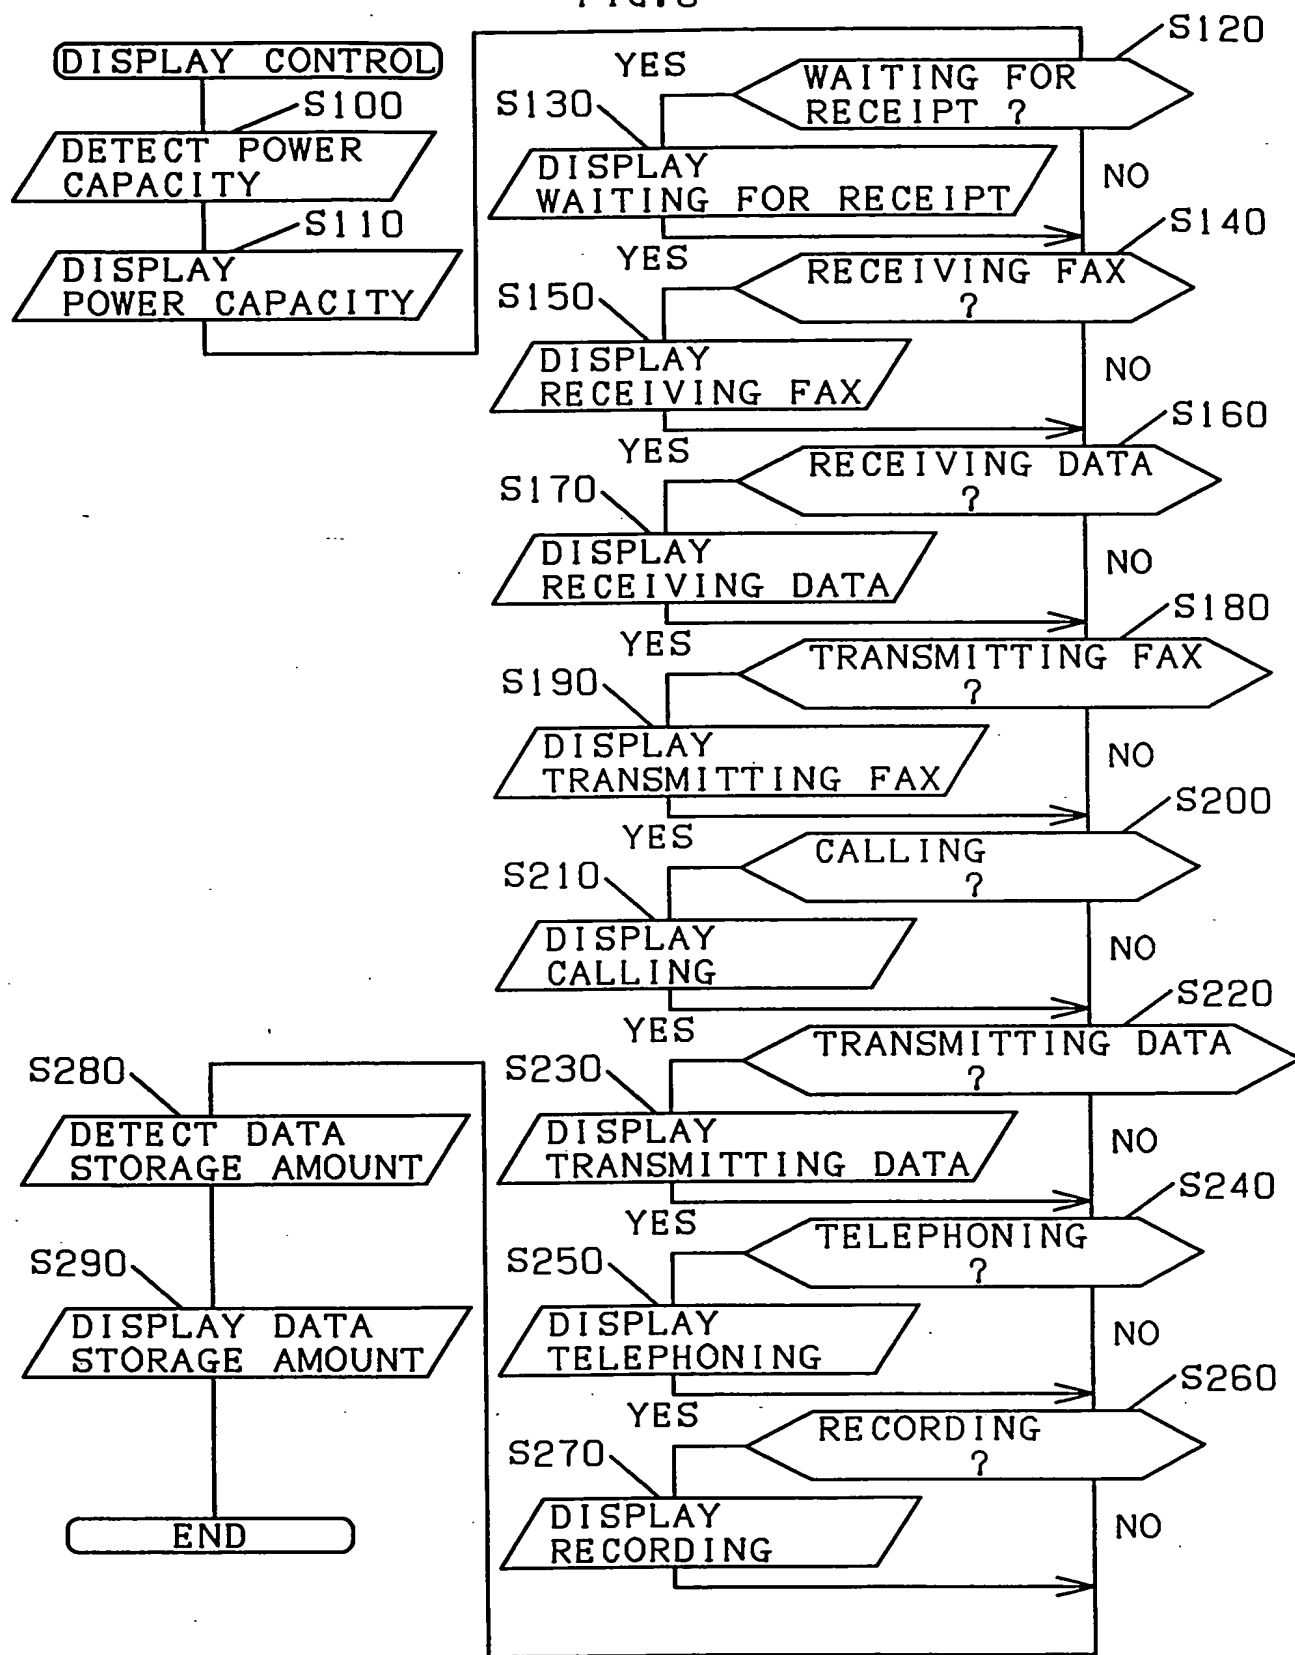 DISPLAY CONTROL
S100
DETECT POWER
CAPACITY
S110
DISPLAY
POWER CAPACITY
S120
WAITING FOR
RECEIPT ?
YES
NO
S130
DISPLAY
WAITING FOR RECEIPT
S140
RECEIVING FAX
?
YES
NO
S150
DISPLAY
RECEIVING FAX
S160
RECEIVING DATA
?
YES
NO
S170
DISPLAY
RECEIVING DATA
S180
TRANSMITTING FAX
?
YES
NO
S190
DISPLAY
TRANSMITTING FAX
S200
CALLING
?
YES
NO
S210
DISPLAY
CALLING
S220
TRANSMITTING DATA
?
YES
NO
S230
DISPLAY
TRANSMITTING DATA
S240
TELEPHONING
?
YES
NO
S250
DISPLAY
TELEPHONING
S260
RECORDING
?
YES
NO
S270
DISPLAY
RECORDING
S280
DETECT DATA
STORAGE AMOUNT
S290
DISPLAY DATA
STORAGE AMOUNT
END